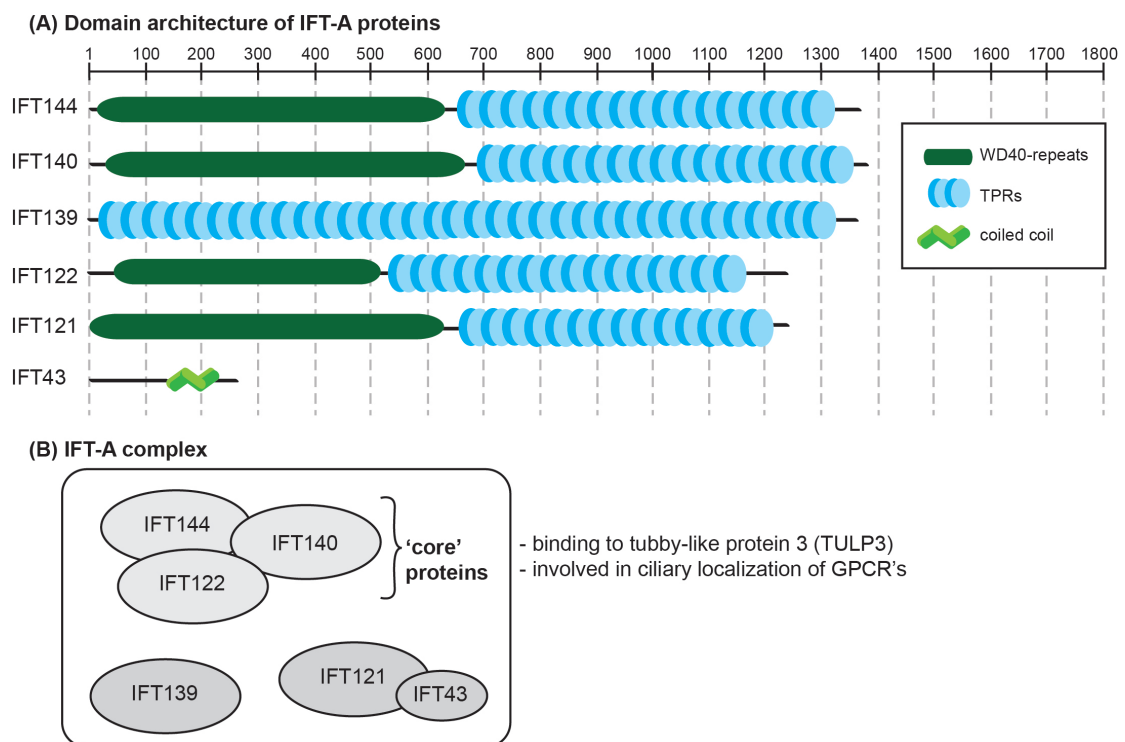 (A) Domain architecture of IFT-A proteins
1 100 200 300 400 500 600 700 800 900 1000 1100 1200 1300 1400 1500 1600 1700 1800
IFT144
IFT140
IFT139
IFT122
IFT121
IFT43
WD40-repeats
TPRs
coiled coil
(B) IFT-A complex
IFT144
IFT140
IFT122
‘core’
proteins
- binding to tubby-like protein 3 (TULP3)
- involved in ciliary localization of GPCR’s
IFT139
IFT121
IFT43